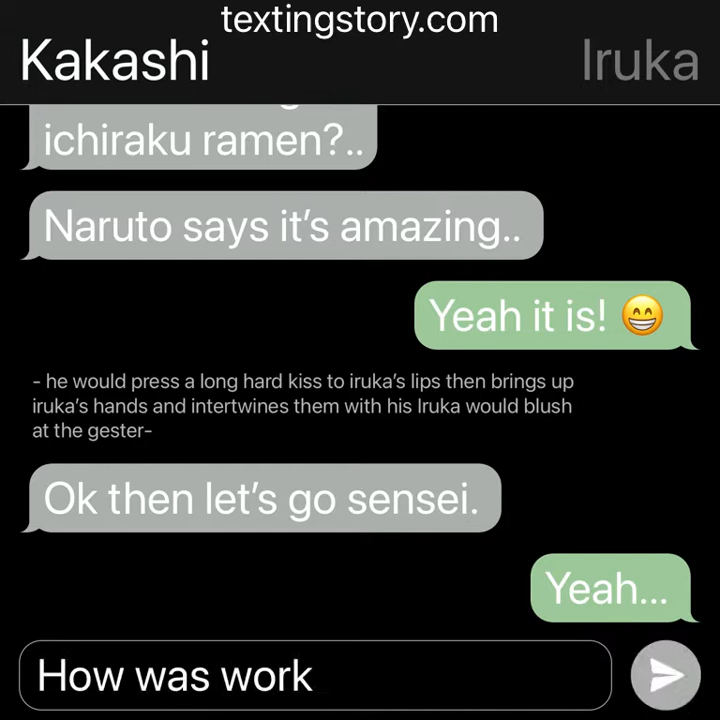 textingstory.com
Kakashi
Iruka
ichiraku ramen?..
Naruto says it’s amazing..
Yeah it is! 😁
- he would press a long hard kiss to iruka’s lips then brings up
iruka’s hands and intertwines them with his Iruka would blush
at the gester-
Ok then let’s go sensei.
Yeah...
How was work